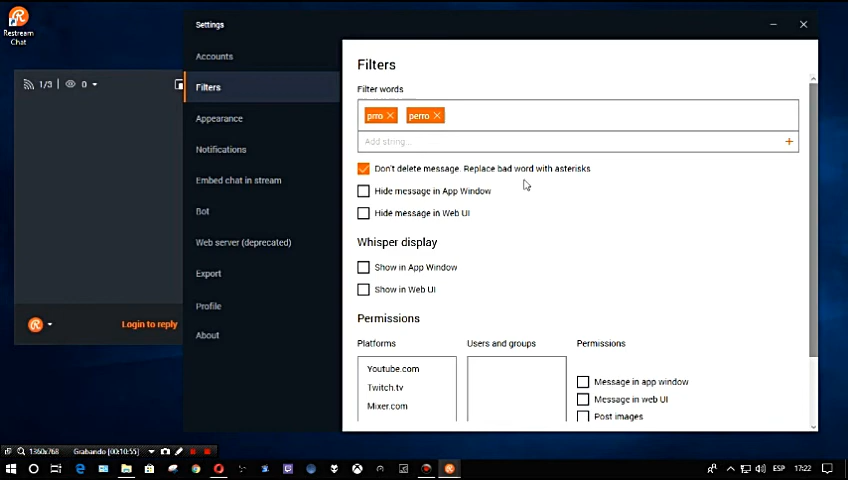 Restream
Chat
1/3
0
Settings
Accounts
Filters
Appearance
Notifications
Embed chat in stream
Bot
Web server (deprecated)
Export
Profile
About
Login to reply
Filters
Filter words
prro
perro
Add string...
Don't delete message. Replace bad word with asterisks
Hide message in App Window
Hide message in Web UI
Whisper display
Show in App Window
Show in Web UI
Permissions
Platforms
Users and groups
Permissions
Youtube.com
Twitch.tv
Mixer.com
Message in app window
Message in web UI
Post images
1360x768
Grabando [00:10:55]
ESP
17:22